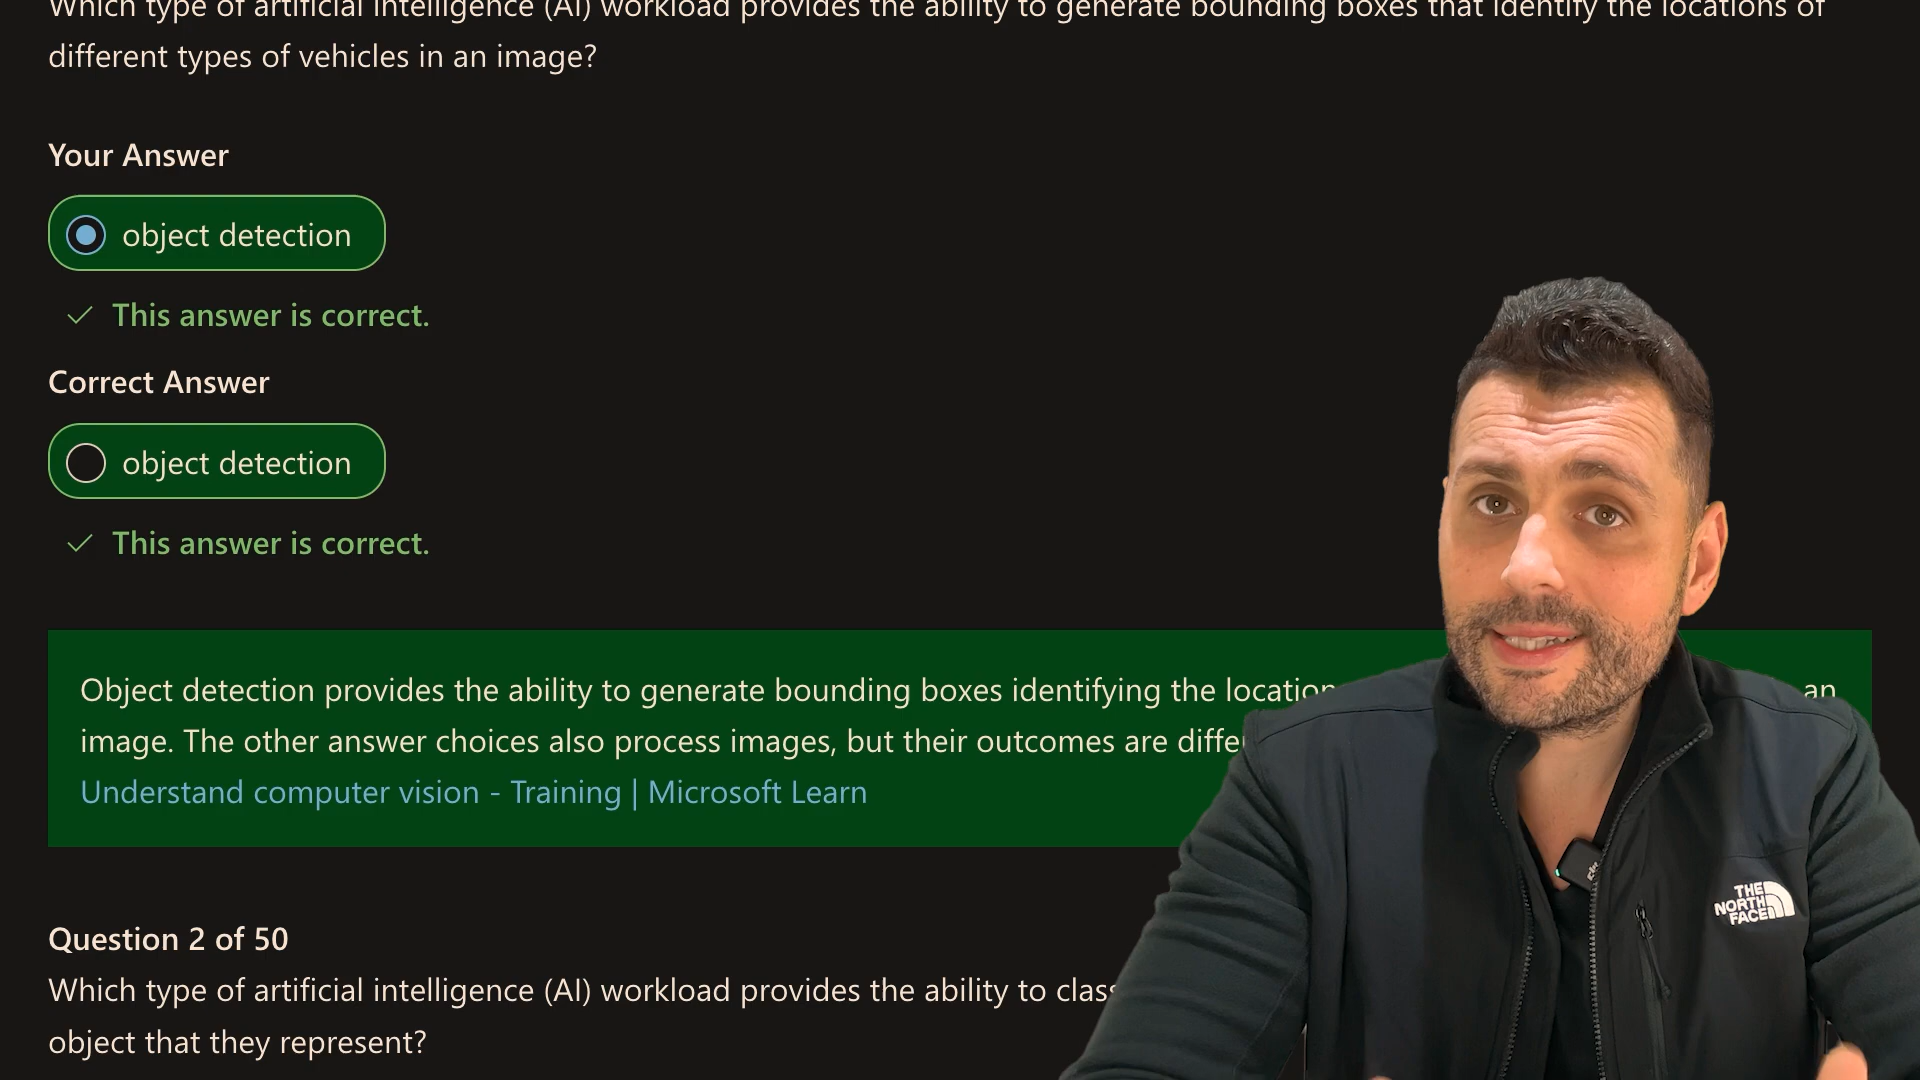 Which type of artificial intelligence (AI) workload provides the ability to generate bounding boxes that identify the locations of
different types of vehicles in an image?
Your Answer
object detection
This answer is correct.
Correct Answer
object detection
This answer is correct.
Object detection provides the ability to generate bounding boxes identifying the an
image. The other answer choices also process images, but their outcomes are
Understand computer vision - Training | Microsoft Learn
THE
NORTH
FACE
Question 2 of 50
Which type of artificial intelligence (AI) workload provides the ability to
object that they represent?